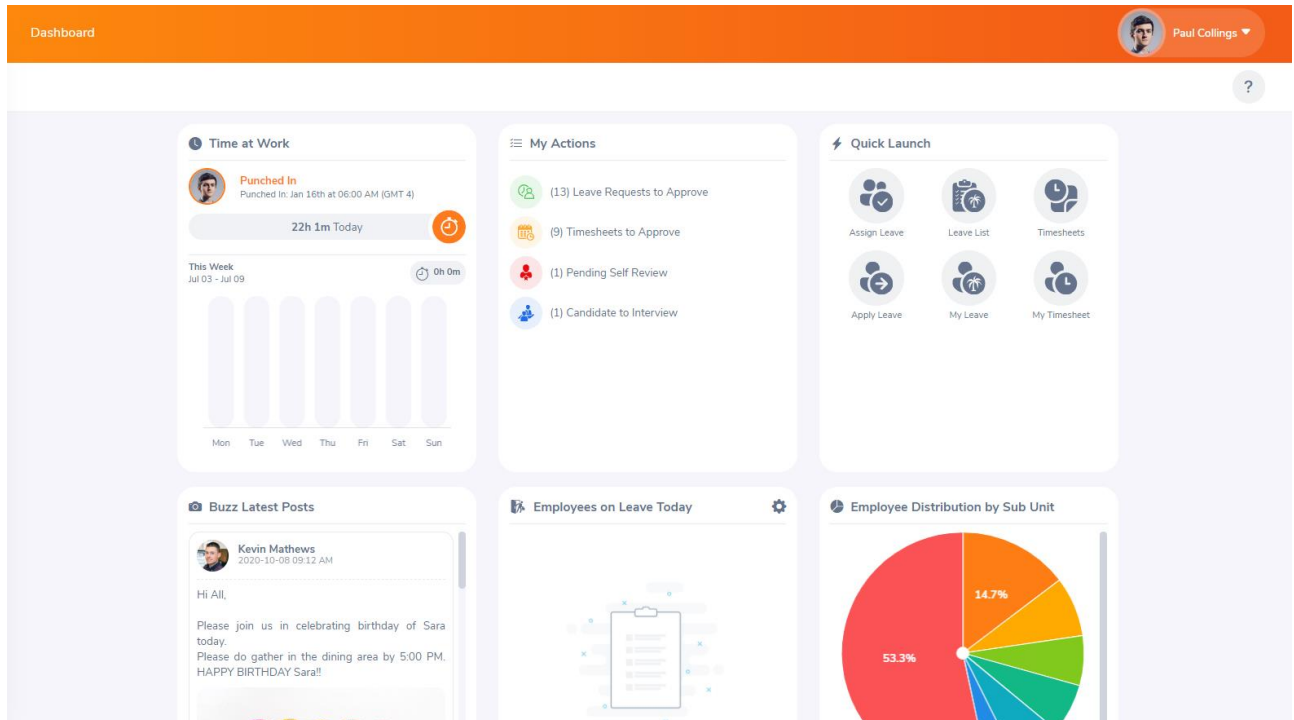 Dashboard
Paul Collings
?
Time at Work
Punched In
Punched In: Jan 16th at 06:00 AM (GMT 4)
22h 1m Today
This Week
Jul 03 - Jul 09
0h 0m
Mon Tue Wed Thu Fri Sat Sun
My Actions
(13) Leave Requests to Approve
(9) Timesheets to Approve
(1) Pending Self Review
(1) Candidate to Interview
Quick Launch
Assign Leave Leave List Timesheets
Apply Leave My Leave My Timesheet
Buzz Latest Posts
Kevin Mathews
2020-10-08 09:12 AM
Hi All,
Please join us in celebrating birthday of Sara
today.
Please do gather in the dining area by 5:00 PM.
HAPPY BIRTHDAY Sara!!
Employees on Leave Today
Employee Distribution by Sub Unit
14.7%
53.3%